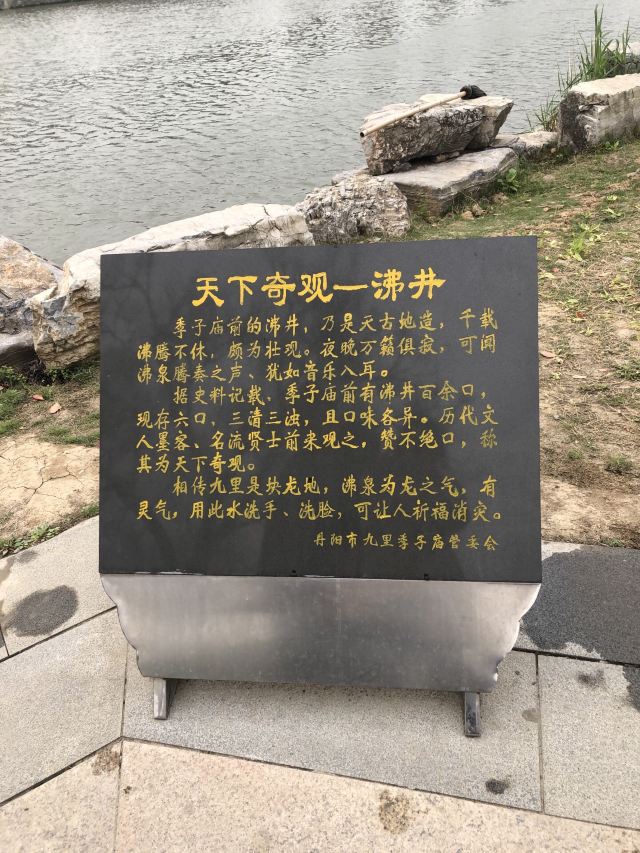 天下奇观—沸井
季子庙前的沸井，乃是天古地造，千载
沸腾不休，颇为壮观。夜晚万籁俱寂，可闻
沸泉腾奏之声、犹如音乐入耳。
据史料记载，季子庙前有沸井百余口，
现存六口，三清三浊，且口味各异。历代文
人墨客、名流贤士前来观之，赞不绝口，称
其为天下奇观。
相传九里是块龙地，沸泉为龙之气，有
灵气，用此水洗手、洗脸，可让人祈福消灾。
丹阳市九里季子庙管委会